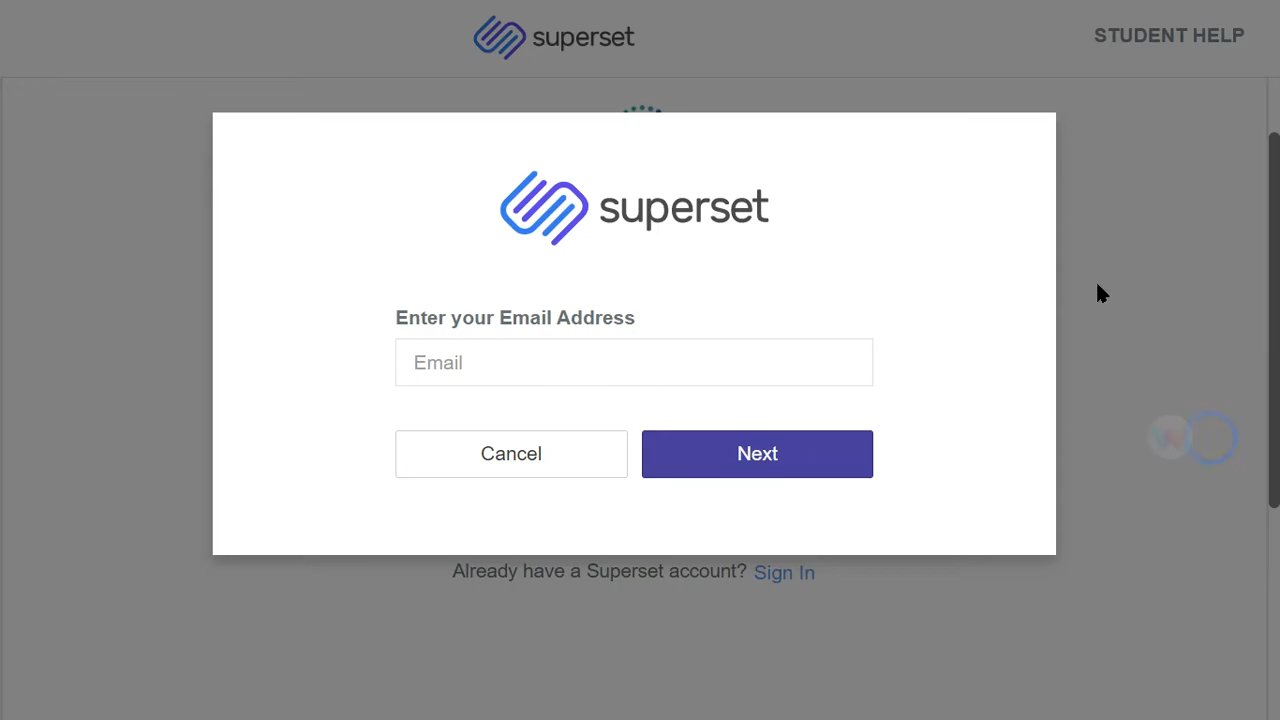 superset
STUDENT HELP
superset
Enter your Email Address
Email
Cancel
Next
Already have a Superset account? Sign In